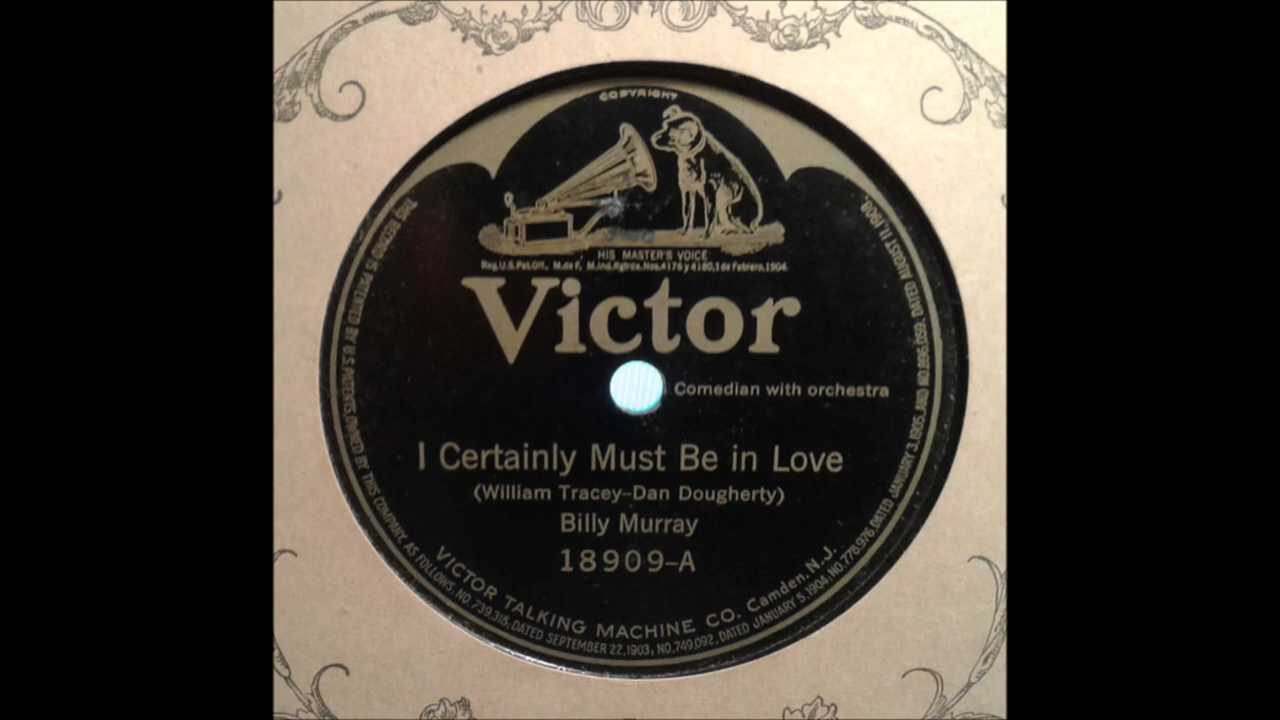 COPYRIGHT
HIS MASTER'S VOICE
Reg.U.S.Pat.Off., M.de F. M.Ind.Rgtrda.Nos.4176 y 4180,1 de Febrero,1904.
Victor
Comedian with orchestra
I Certainly Must Be in Love
(William Tracey–Dan Dougherty)
Billy Murray
18909–A
VICTOR TALKING MACHINE CO. Camden, N.J.
THIS RECORD IS PATENTED BY U.S. PATENTS, OWNED BY THIS COMPANY, AS FOLLOWS, NO.739,318, DATED SEPTEMBER 22,1903; NO.749,092, DATED JANUARY 5,1904, NO.778,976, DATED JANUARY 3,1905, AND NO.896,059, DATED AUGUST 11,1908.